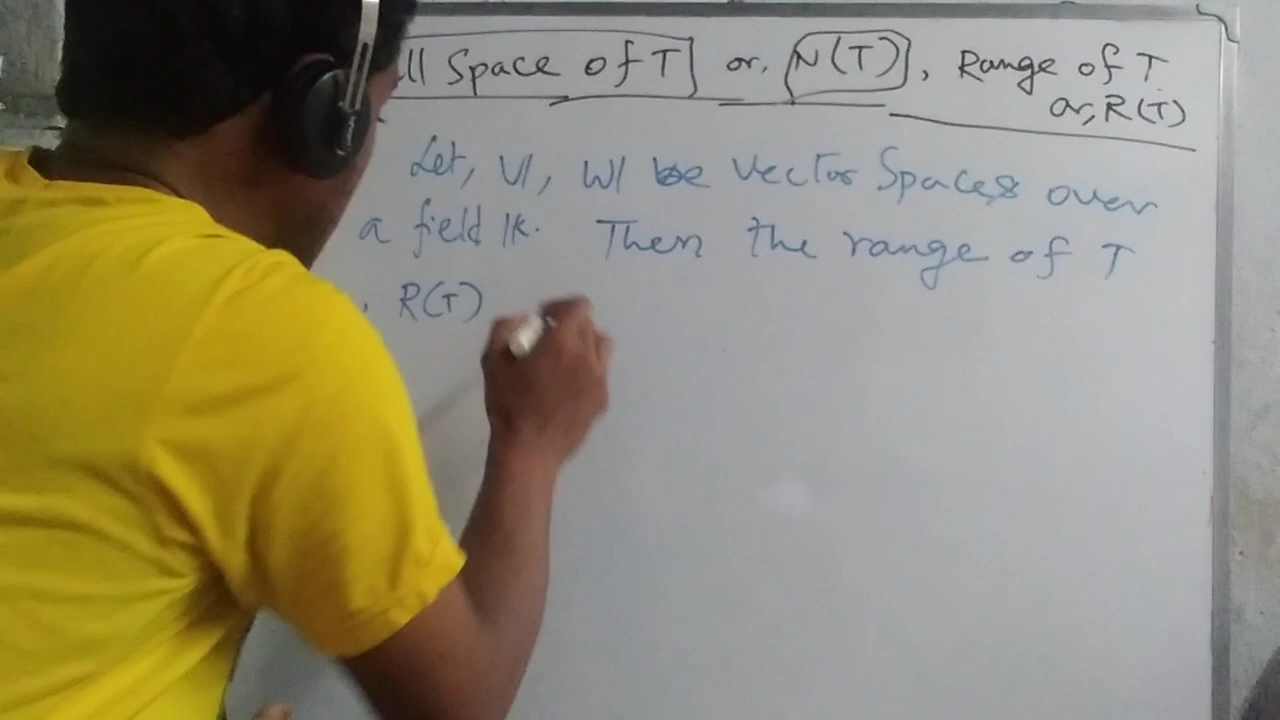 ll Space of T or, N(T), Range of T
or, R(T)
Let, V, W be Vector Spaces over
a field K. Then the range of T
, R(T)